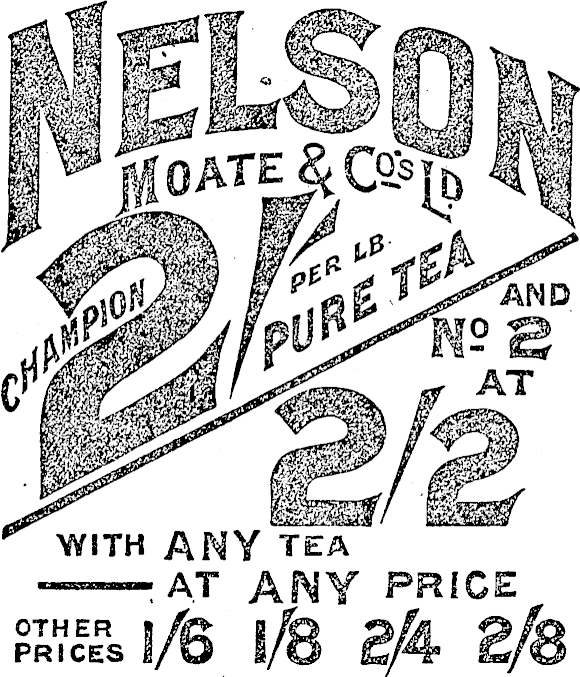 NELSON
MOATE & Co's LD.
CHAMPION 2/- PER LB.
PURE TEA
AND
No 2
AT
2/2
WITH ANY TEA
AT ANY PRICE
OTHER PRICES 1/6 1/8 2/4 2/8